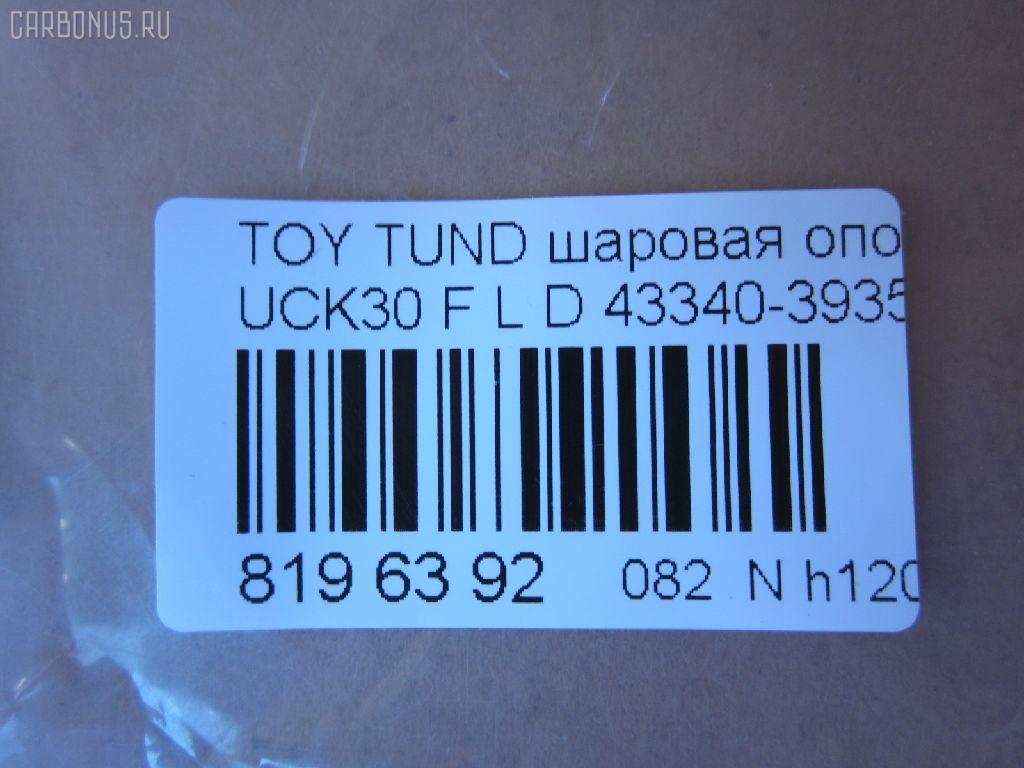 CARBONUS.RU
TOY TUND шаровая опо
UCK30 F L D 43340-3935
819 63 92 082 N h120